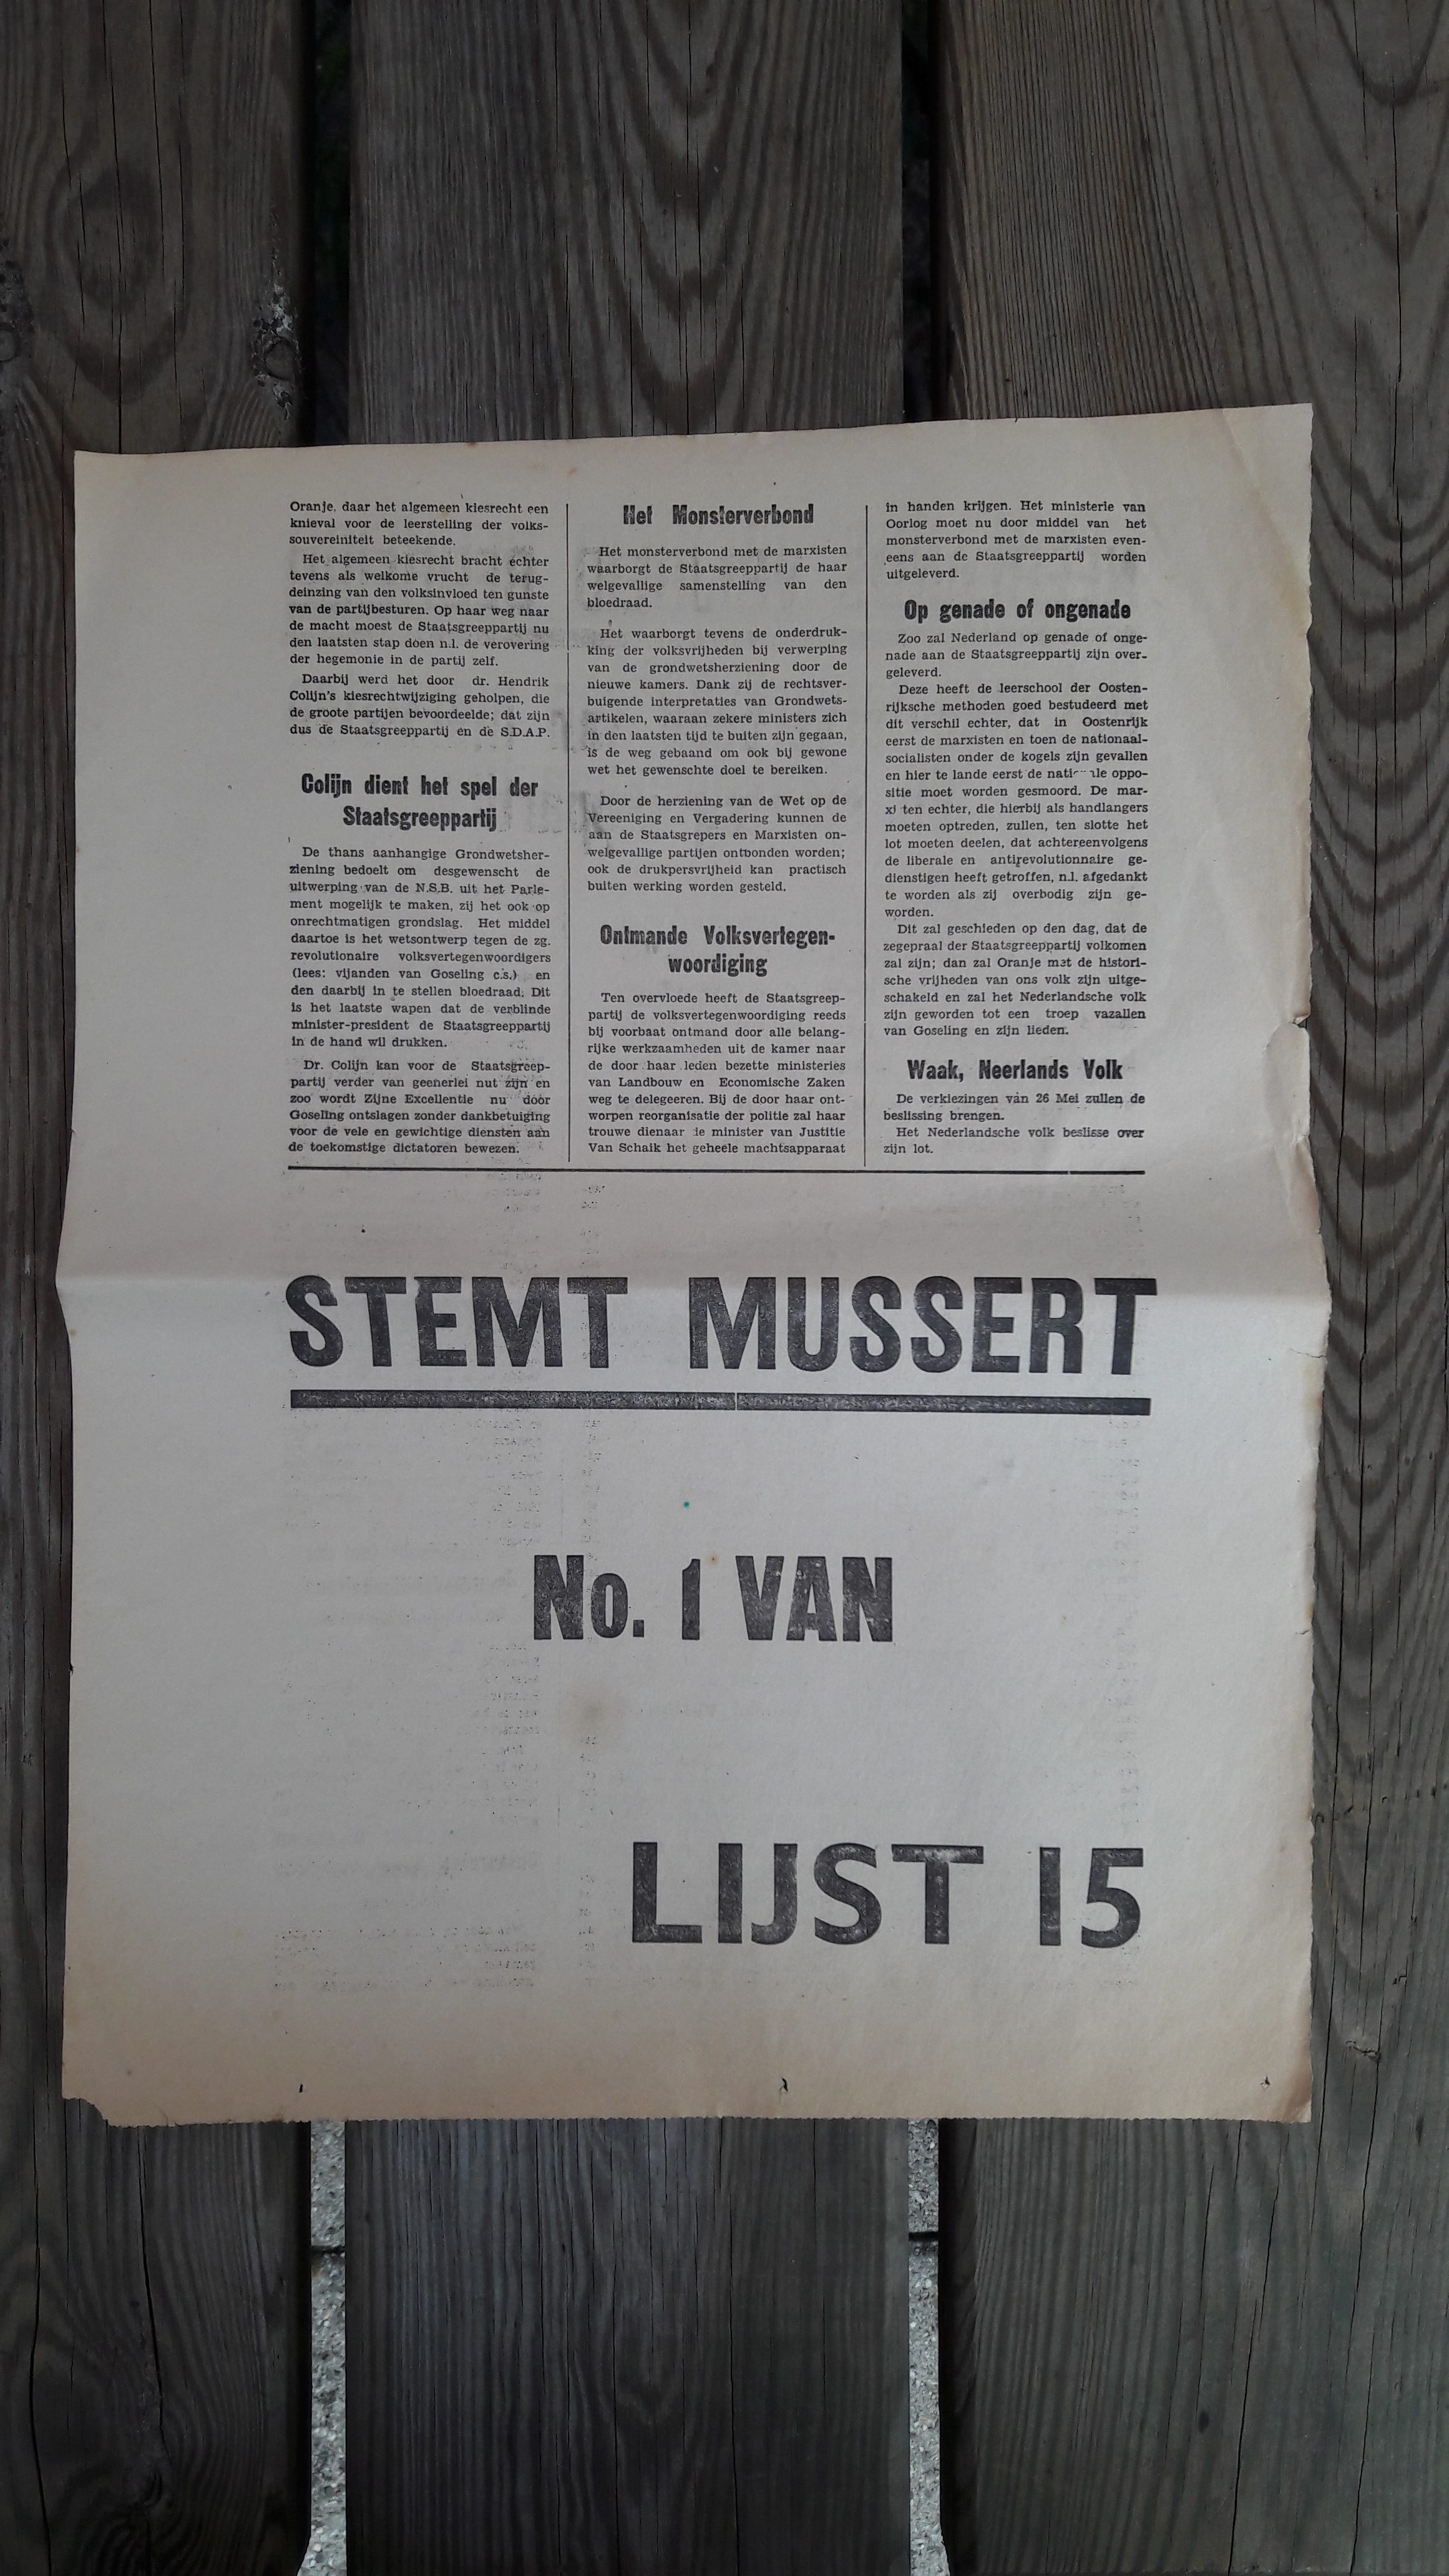 Oranje, daar het algemeen kiesrecht een
knieval voor de leerstelling der volks-
souvereiniteit beteekende.
Het algemeen kiesrecht bracht echter
tevens als welkome vrucht de terug-
deinzing van den volksinvloed ten gunste
van de partijbesturen. Op haar weg naar
de macht moest de Staatsgreeppartij nu
den laatsten stap doen n.l. de verovering
der hegemonie in de partij zelf.
Daarbij werd het door dr. Hendrik
Colijn's kiesrechtwijziging geholpen, die
de groote partijen bevoordeelde; dat zijn
dus de Staatsgreeppartij en de S.D.A.P.
Colijn dient het spel der
Staatsgreeppartij
De thans aanhangige Grondwetsher-
ziening bedoelt om desgewenscht de
uitwerping van de N.S.B. uit het Parle-
ment mogelijk te maken, zij het ook op
onrechtmatigen grondslag. Het middel
daartoe is het wetsontwerp tegen de zg.
revolutionaire volksvertegenwoordigers
(lees: vijanden van Goseling c.s.) en
den daarbij in te stellen bloedraad. Dit
is het laatste wapen dat de verblinde
minister-president de Staatsgreeppartij
in de hand wil drukken.
Dr. Colijn kan voor de Staatsgreep-
partij verder van geenerlei nut zijn en
zoo wordt Zijne Excellentie nu door
Goseling ontslagen zonder dankbetuiging
voor de vele en gewichtige diensten aan
de toekomstige dictatoren bewezen.
Het Monsterverbond
Het monsterverbond met de marxisten
waarborgt de Staatsgreeppartij de haar
welgevallige samenstelling van den
bloedraad.
Het waarborgt tevens de onderdruk-
king der volksvrijheden bij verwerping
van de grondwetsherziening door de
nieuwe kamers. Dank zij de rechtsver-
buigende interpretaties van Grondwets-
artikelen, waaraan zekere ministers zich
in den laatsten tijd te buiten zijn gegaan,
is de weg gebaand om ook bij gewone
wet het gewenschte doel te bereiken.
Door de herziening van de Wet op de
Vereeniging en Vergadering kunnen de
aan de Staatsgrepers en Marxisten on-
welgevallige partijen ontbonden worden;
ook de drukpersvrijheid kan practisch
buiten werking worden gesteld.
Ontmande Volksvertegen-
woordiging
Ten overvloede heeft de Staatsgreep-
partij de volksvertegenwoordiging reeds
bij voorbaat ontmand door alle belang-
rijke werkzaamheden uit de kamer naar
de door haar leden bezette ministeries
van Landbouw en Economische Zaken
weg te delegeeren. Bij de door haar ont-
worpen reorganisatie der politie zal haar
trouwe dienaar de minister van Justitie
Van Schaik het geheele machtsapparaat
in handen krijgen. Het ministerie van
Oorlog moet nu door middel van het
monsterverbond met de marxisten even-
eens aan de Staatsgreeppartij worden
uitgeleverd.
Op genade of ongenade
Zoo zal Nederland op genade of onge-
nade aan de Staatsgreeppartij zijn over-
geleverd.
Deze heeft de leerschool der Oosten-
rijksche methoden goed bestudeerd met
dit verschil echter, dat in Oostenrijk
eerst de marxisten en toen de nationaal-
socialisten onder de kogels zijn gevallen
en hier te lande eerst de nationale oppo-
sitie moet worden gesmoord. De mar-
xisten echter, die hierbij als handlangers
moeten optreden, zullen, ten slotte het
lot moeten deelen, dat achtereenvolgens
de liberale en antirevolutionnaire ge-
dienstigen heeft getroffen, n.l. afgedankt
te worden als zij overbodig zijn ge-
worden.
Dit zal geschieden op den dag, dat de
zegepraal der Staatsgreeppartij volkomen
zal zijn; dan zal Oranje met de histori-
sche vrijheden van ons volk zijn uitge-
schakeld en zal het Nederlandsche volk
zijn geworden tot een troep vazallen
van Goseling en zijn lieden.
Waak, Neerlands Volk
De verkiezingen van 26 Mei zullen de
beslissing brengen.
Het Nederlandsche volk beslisse over
zijn lot.
STEMT MUSSERT
No. 1 VAN
LIJST 15